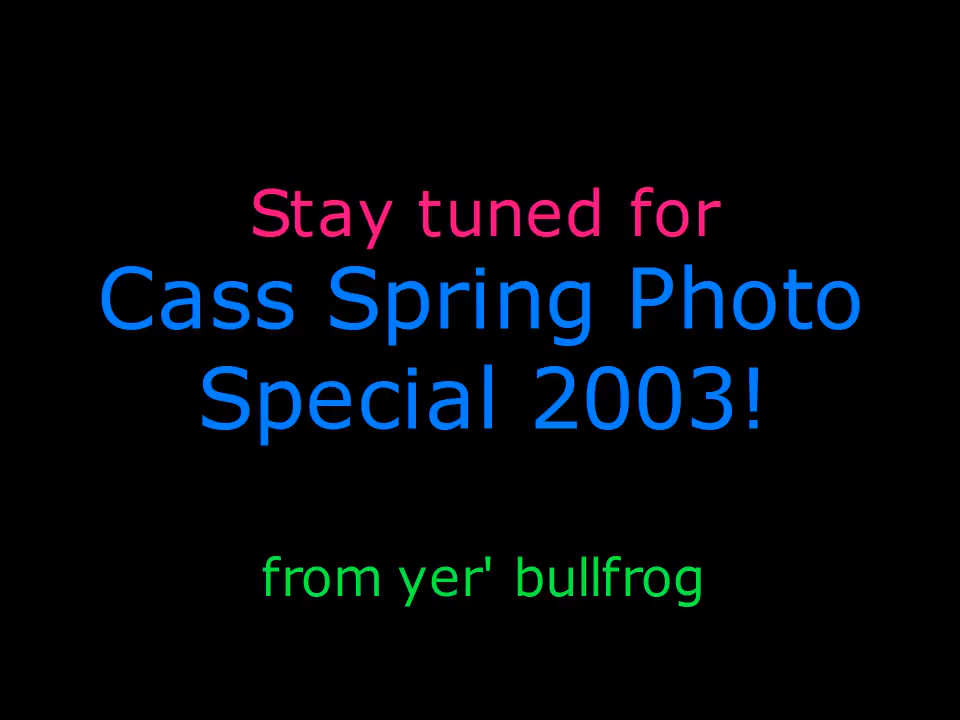 Stay tuned for
Cass Spring Photo
Special 2003!
from yer' bullfrog